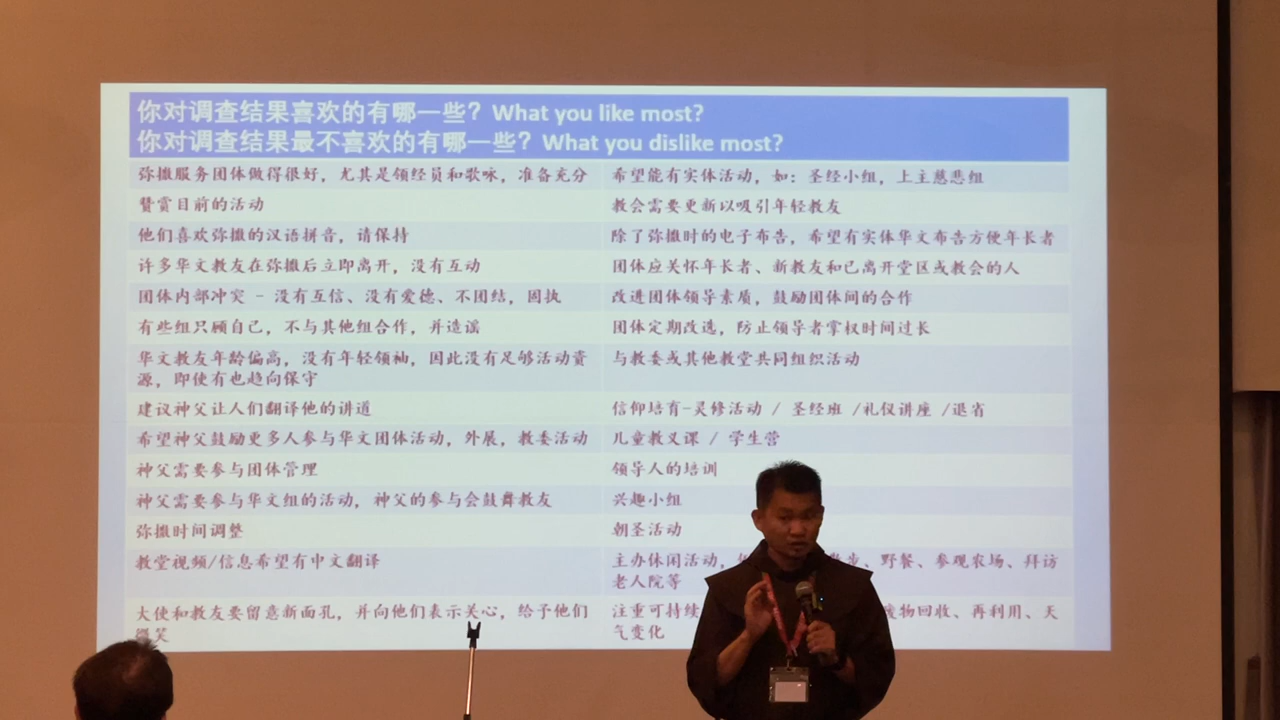 你对调查结果喜欢的有哪一些？What you like most?
你对调查结果最不喜欢的有哪一些？What you dislike most?
弥撒服务团体做得很好，尤其是领经员和歌咏，准备充分
希望能有实体活动，如：圣经小组，上主慈悲组
赞赏目前的活动
教会需要更新以吸引年轻教友
他们喜欢弥撒的汉语拼音，请保持
除了弥撒时的电子布告，希望有实体华文布告方便年长者
许多华文教友在弥撒后立即离开，没有互动
团体应关怀年长者、新教友和已离开堂区或教会的人
团体内部冲突 - 没有互信、没有爱德、不团结，固执
改进团体领导素质，鼓励团体间的合作
有些组只顾自己，不与其他组合作，并造谣
团体定期改选，防止领导者掌权时间过长
华文教友年龄偏高，没有年轻领袖，因此没有足够活动资
源，即使有也趋向保守
与教委或其他教堂共同组织活动
建议神父让人们翻译他的讲道
信仰培育-灵修活动 / 圣经班 /礼仪讲座 /退省
希望神父鼓励更多人参与华文团体活动，外展，教委活动
儿童教义课 / 学生营
神父需要参与团体管理
领导人的培训
神父需要参与华文组的活动，神父的参与会鼓舞教友
兴趣小组
弥撒时间调整
朝圣活动
教堂视频/信息希望有中文翻译
主办休闲活动，散步、野餐、参观农场、拜访
老人院等
大使和教友要留意新面孔，并向他们表示关心，给予他们
微笑
注重可持续 废物回收、再利用、天
气变化